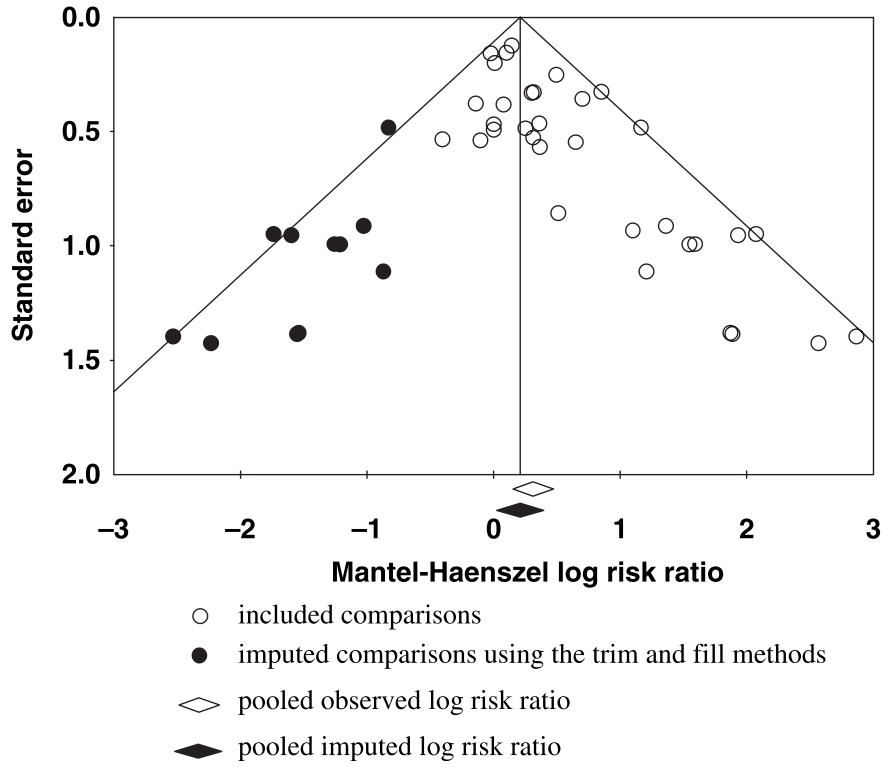 0.0
0.5
1.0
1.5
2.0
Standard error
–3 –2 –1 0 1 2 3
Mantel-Haenszel log risk ratio
included comparisons
imputed comparisons using the trim and fill methods
pooled observed log risk ratio
pooled imputed log risk ratio